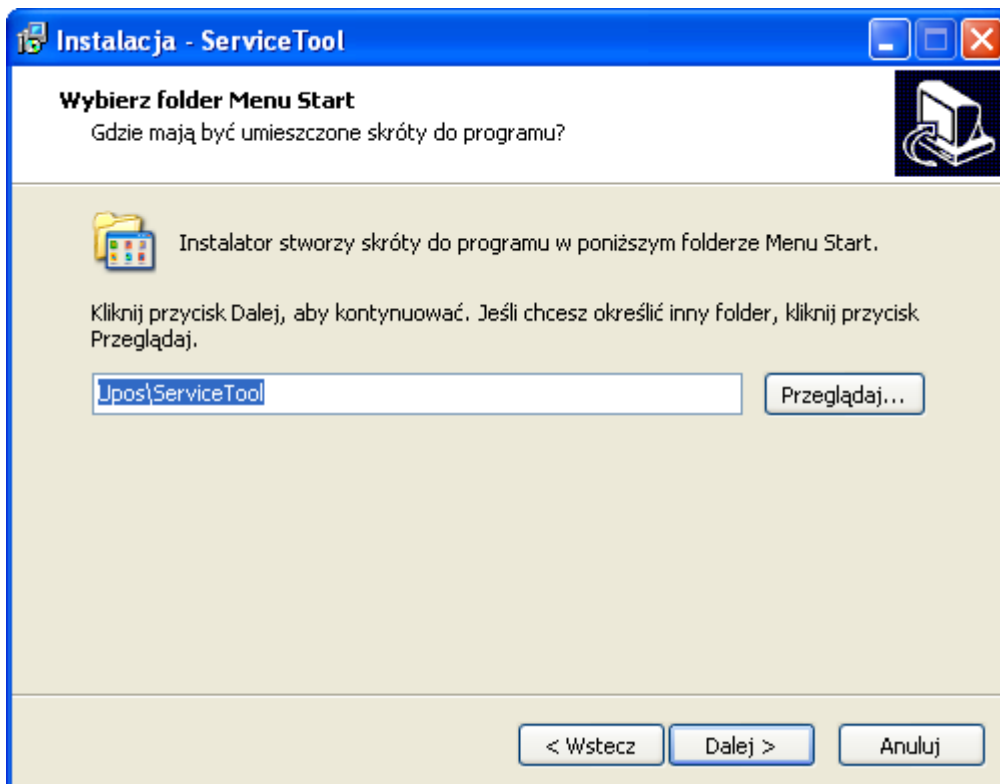 Instalacja - ServiceTool
Wybierz folder Menu Start
Gdzie mają być umieszczone skróty do programu?
Instalator stworzy skróty do programu w poniższym folderze Menu Start.
Kliknij przycisk Dalej, aby kontynuować. Jeśli chcesz określić inny folder, kliknij przycisk
Przeglądaj.
Upos\ServiceTool
Przeglądaj...
< Wstecz
Dalej >
Anuluj